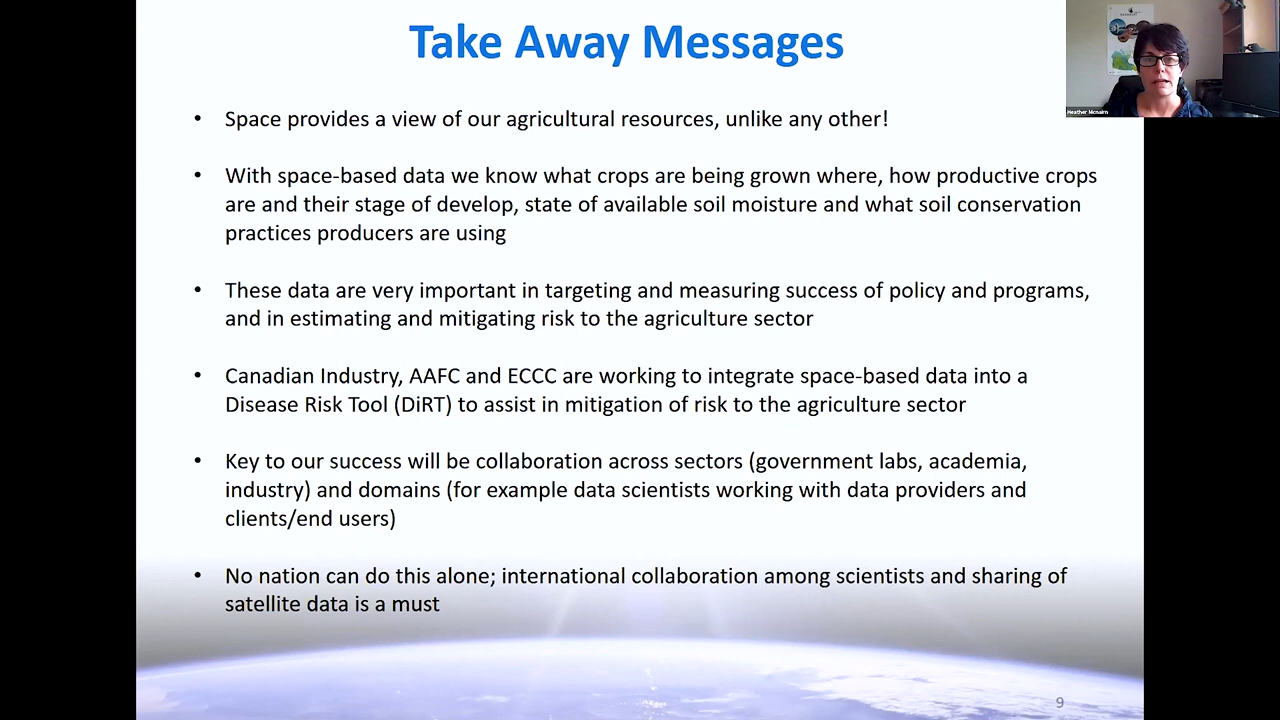 Take Away Messages
• Space provides a view of our agricultural resources, unlike any other!
• With space-based data we know what crops are being grown where, how productive crops
are and their stage of develop, state of available soil moisture and what soil conservation
practices producers are using
• These data are very important in targeting and measuring success of policy and programs,
and in estimating and mitigating risk to the agriculture sector
• Canadian Industry, AAFC and ECCC are working to integrate space-based data into a
Disease Risk Tool (DiRT) to assist in mitigation of risk to the agriculture sector
• Key to our success will be collaboration across sectors (government labs, academia,
industry) and domains (for example data scientists working with data providers and
clients/end users)
• No nation can do this alone; international collaboration among scientists and sharing of
satellite data is a must
9
Heather Mcnairn